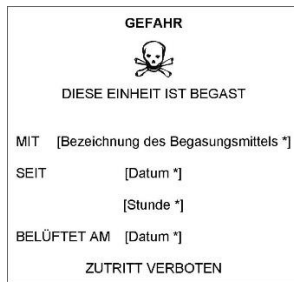 GEFAHR
DIESE EINHEIT IST BEGAST
MIT [Bezeichnung des Begasungsmittels *]
SEIT [Datum *]
[Stunde *]
BELÜFTET AM [Datum *]
ZUTRITT VERBOTEN